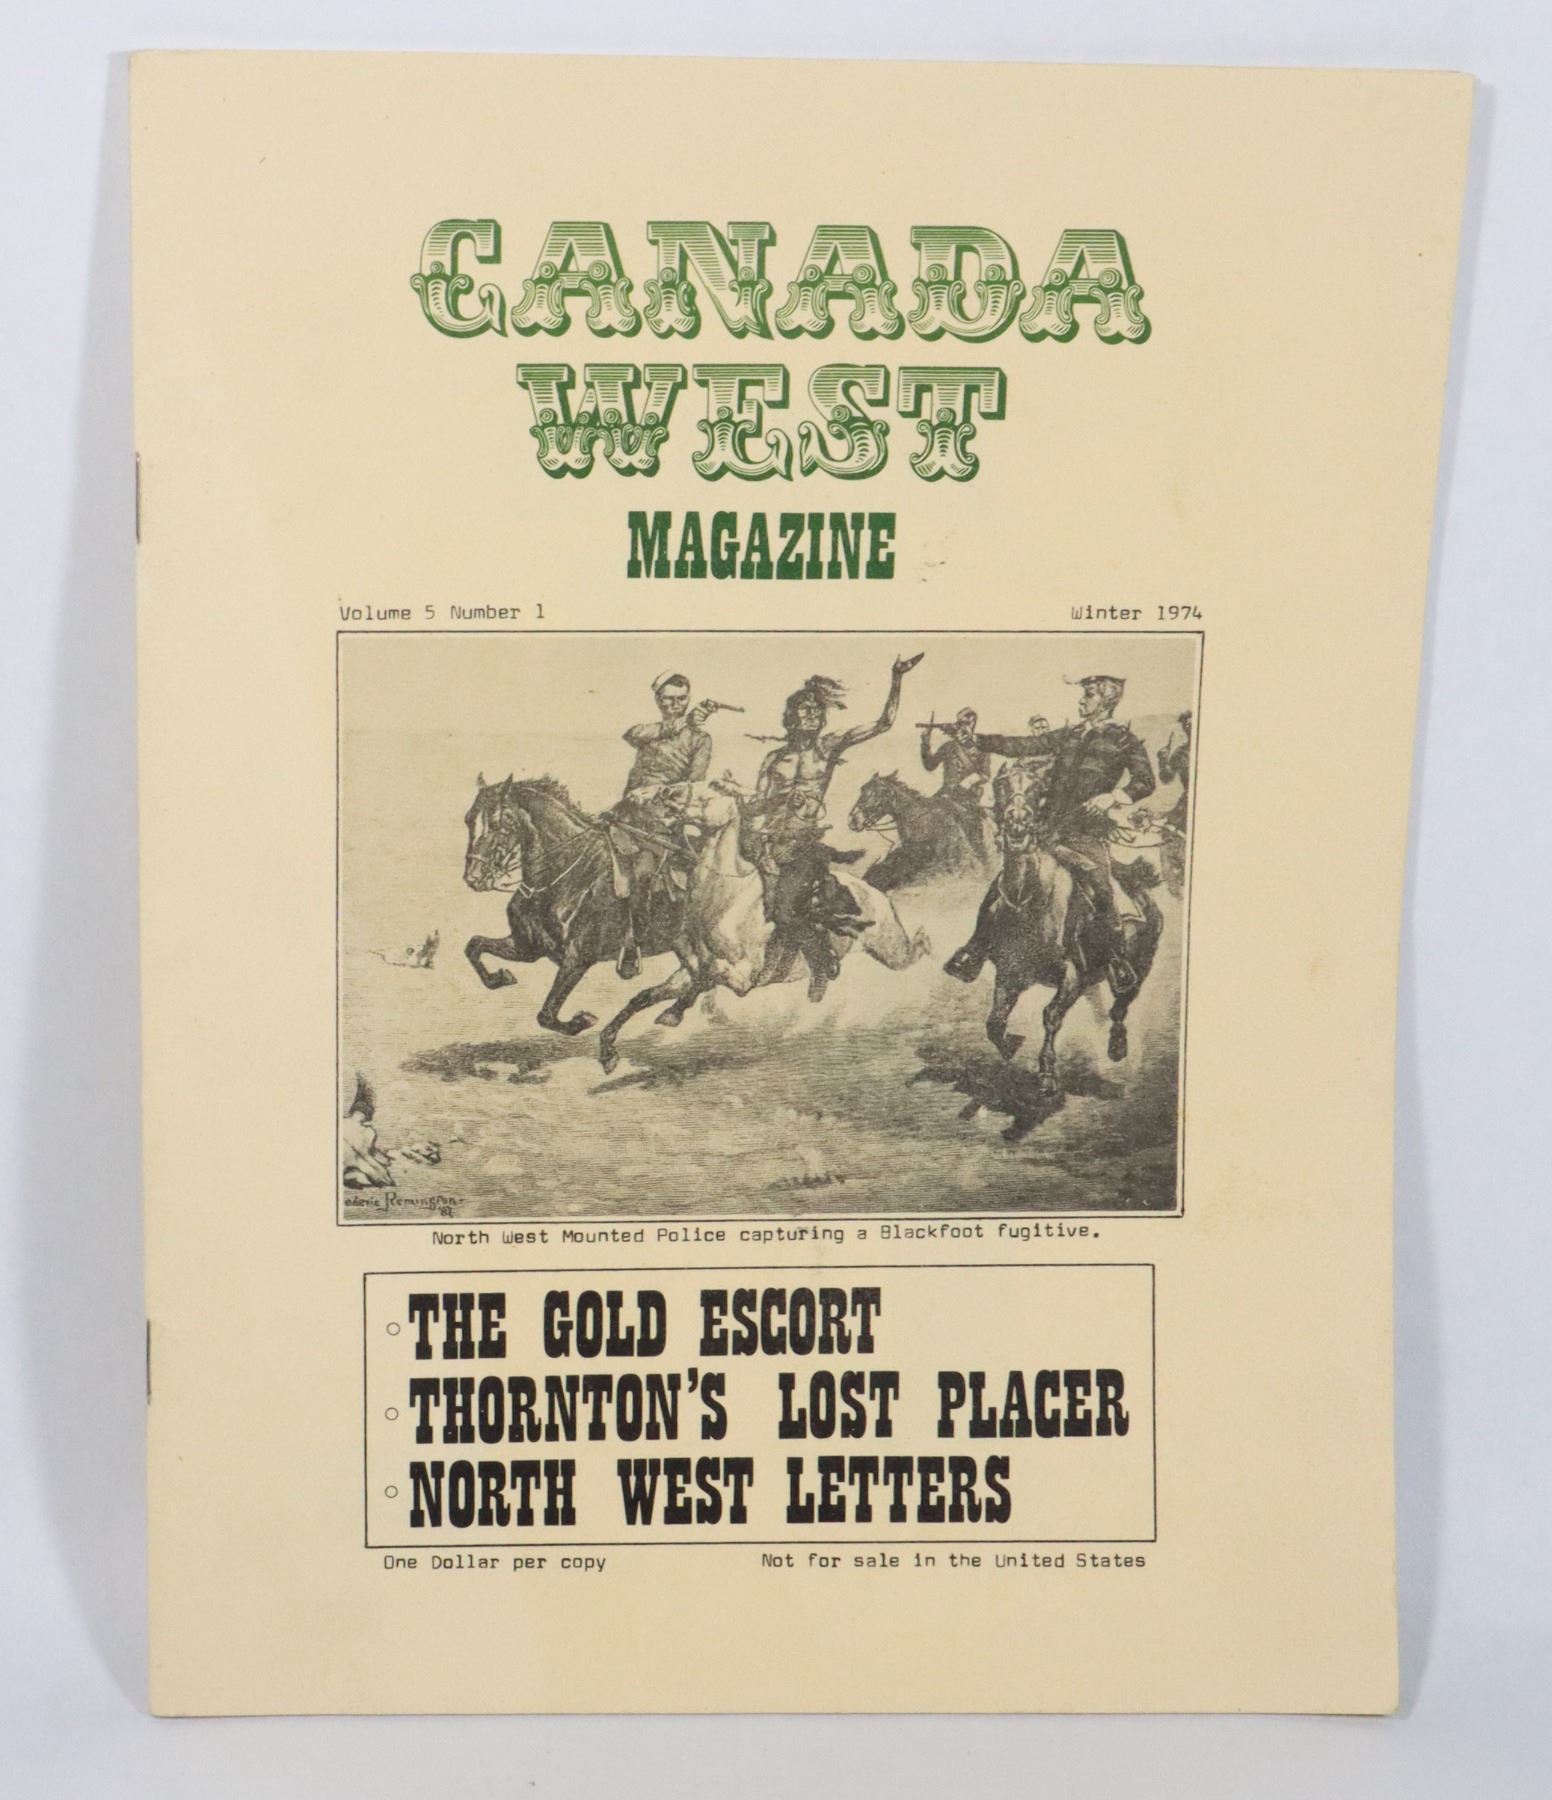 CANADA
WEST
MAGAZINE
Volume 5 Number 1 Winter 1974
Remington
North West Mounted Police capturing a Blackfoot fugitive.
THE GOLD ESCORT
THORNTON'S LOST PLACER
NORTH WEST LETTERS
One Dollar per copy Not for sale in the United States